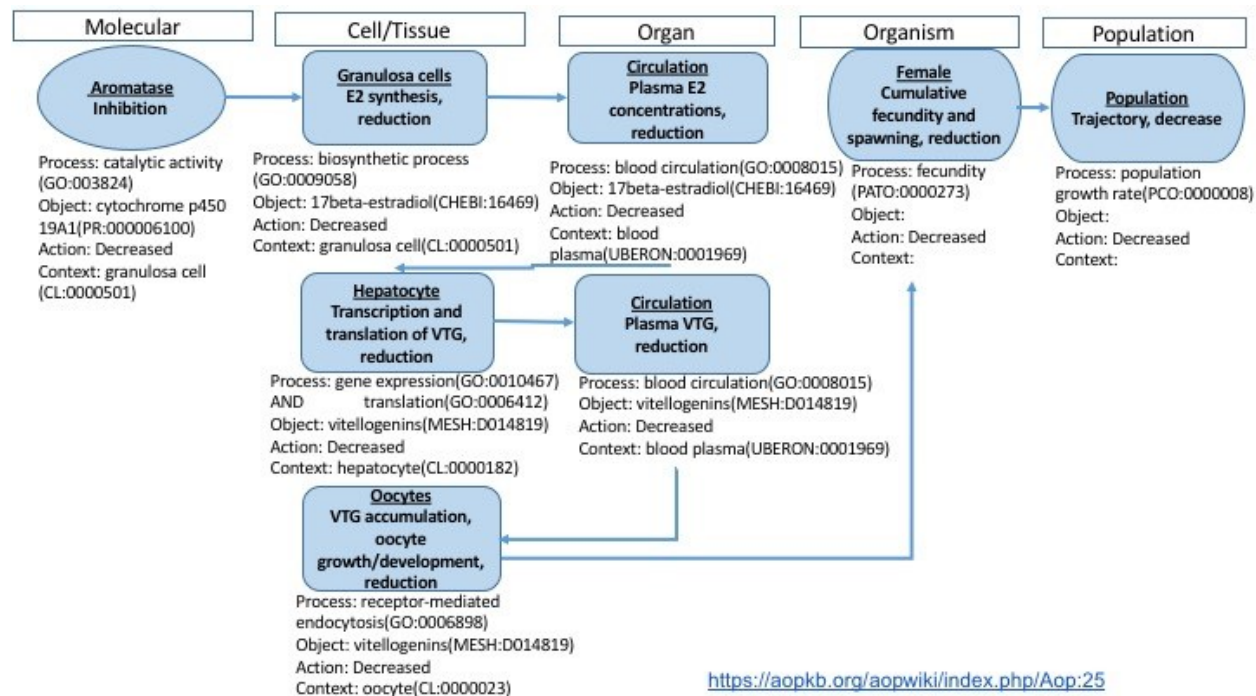 Molecular
Cell/Tissue
Organ
Organism
Population
Aromatase
Inhibition
Process: catalytic activity
(GO:003824)
Object: cytochrome p450
19A1(PR:000006100)
Action: Decreased
Context: granulosa cell
(CL:0000501)
Granulosa cells
E2 synthesis,
reduction
Process: biosynthetic process
(GO:0009058)
Object: 17beta-estradiol(CHEBI:16469)
Action: Decreased
Context: granulosa cell(CL:0000501)
Circulation
Plasma E2
concentrations,
reduction
Process: blood circulation(GO:0008015)
Object: 17beta-estradiol(CHEBI:16469)
Action: Decreased
Context: blood
plasma(UBERON:0001969)
Female
Cumulative
fecundity and
spawning, reduction
Process: fecundity
(PATO:0000273)
Object:
Action: Decreased
Context:
Population
Trajectory, decrease
Process: population
growth rate(PCO:0000008)
Object:
Action: Decreased
Context:
Hepatocyte
Transcription and
translation of VTG,
reduction
Process: gene expression(GO:0010467)
AND translation(GO:0006412)
Object: vitellogenins(MESH:D014819)
Action: Decreased
Context: hepatocyte(CL:0000182)
Circulation
Plasma VTG,
reduction
Process: blood circulation(GO:0008015)
Object: vitellogenins(MESH:D014819)
Action: Decreased
Context: blood plasma(UBERON:0001969)
Oocytes
VTG accumulation,
oocyte
growth/development,
reduction
Process: receptor-mediated
endocytosis(GO:0006898)
Object: vitellogenins(MESH:D014819)
Action: Decreased
Context: oocyte(CL:0000023)
https://aopkb.org/aopwiki/index.php/Aop:25